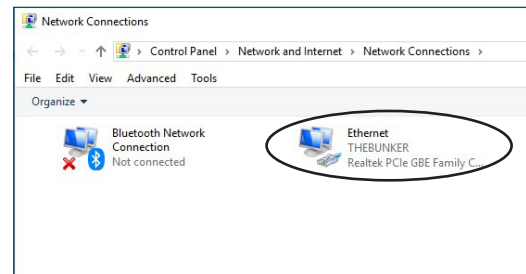 Network Connections
Control Panel > Network and Internet > Network Connections >
File Edit View Advanced Tools
Organize
Bluetooth Network
Connection
Not connected
Ethernet
THEBUNKER
Realtek PCIe GBE Family C...